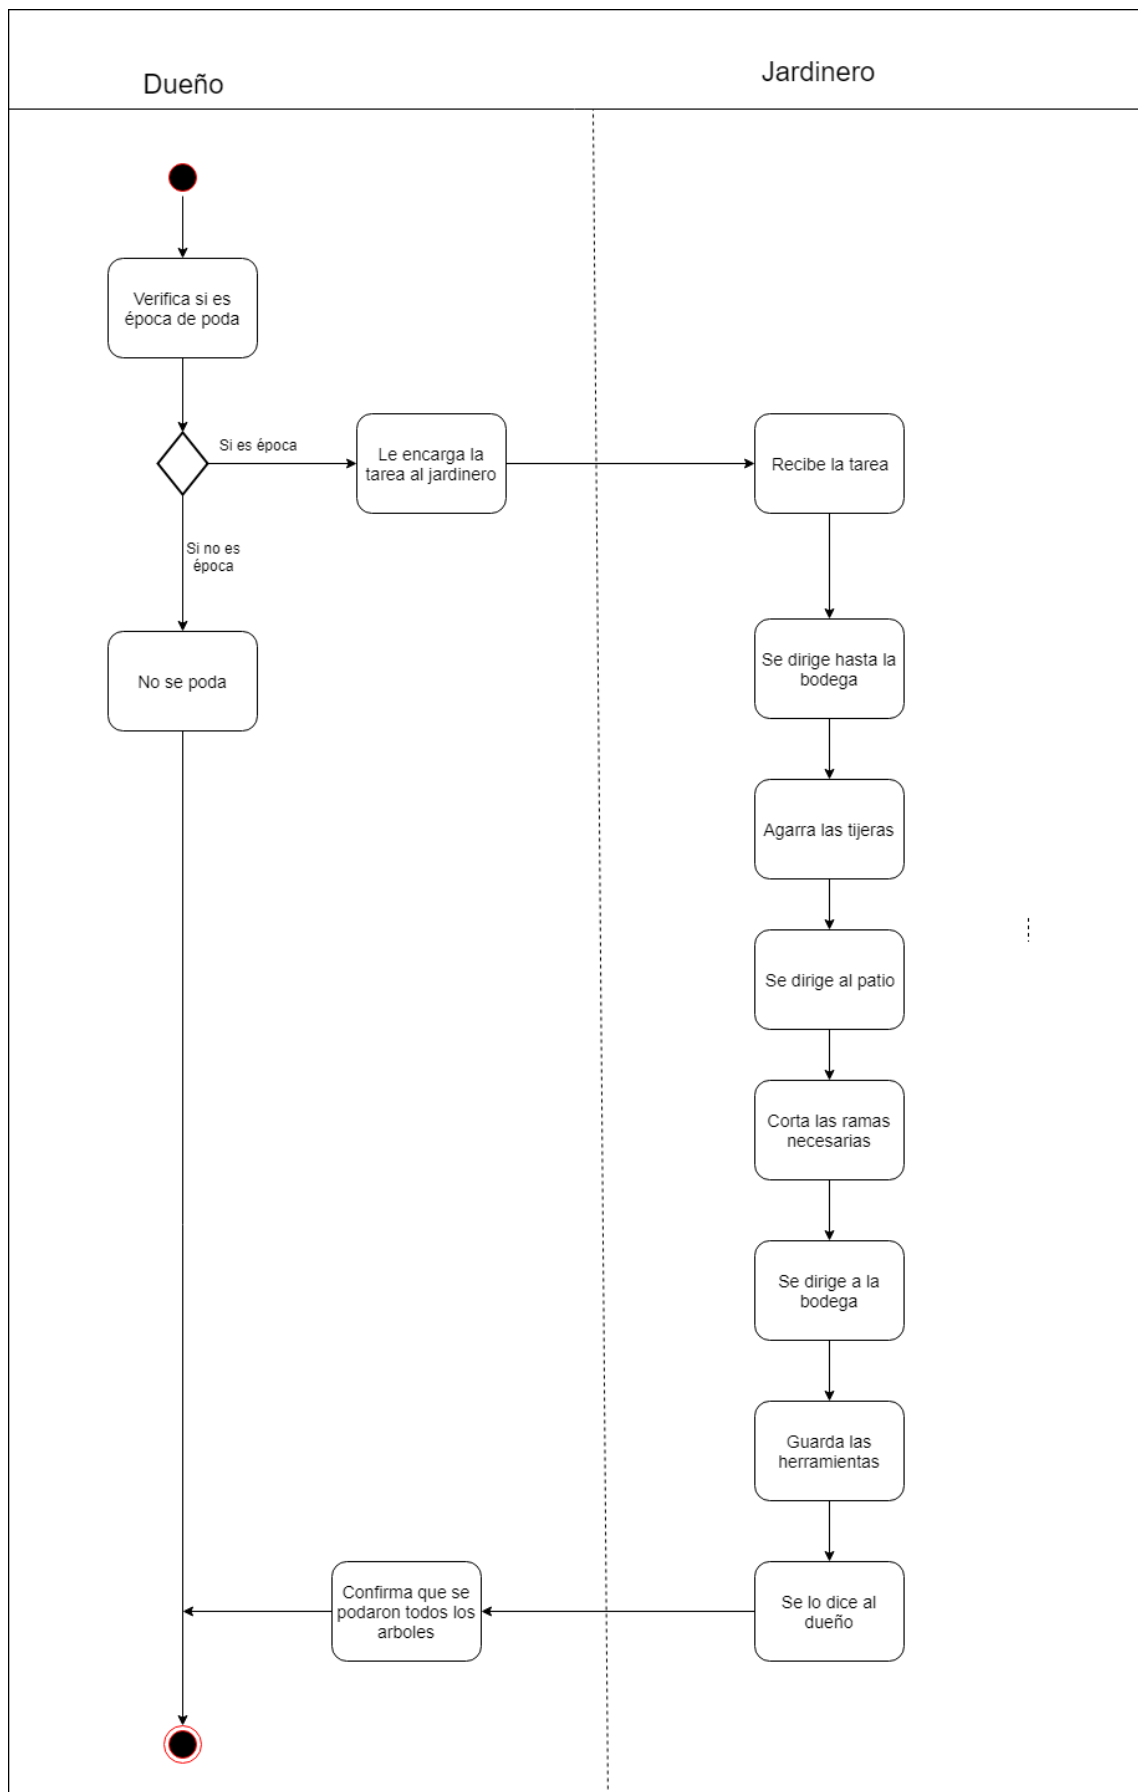 Dueño
Jardinero
Verifica si es
época de poda
Si es época
Le encarga la
tarea al jardinero
Recibe la tarea
Si no es
época
No se poda
Se dirige hasta la
bodega
Agarra las tijeras
Se dirige al patio
Corta las ramas
necesarias
Se dirige a la
bodega
Guarda las
herramientas
Se lo dice al
dueño
Confirma que se
podaron todos los
arboles